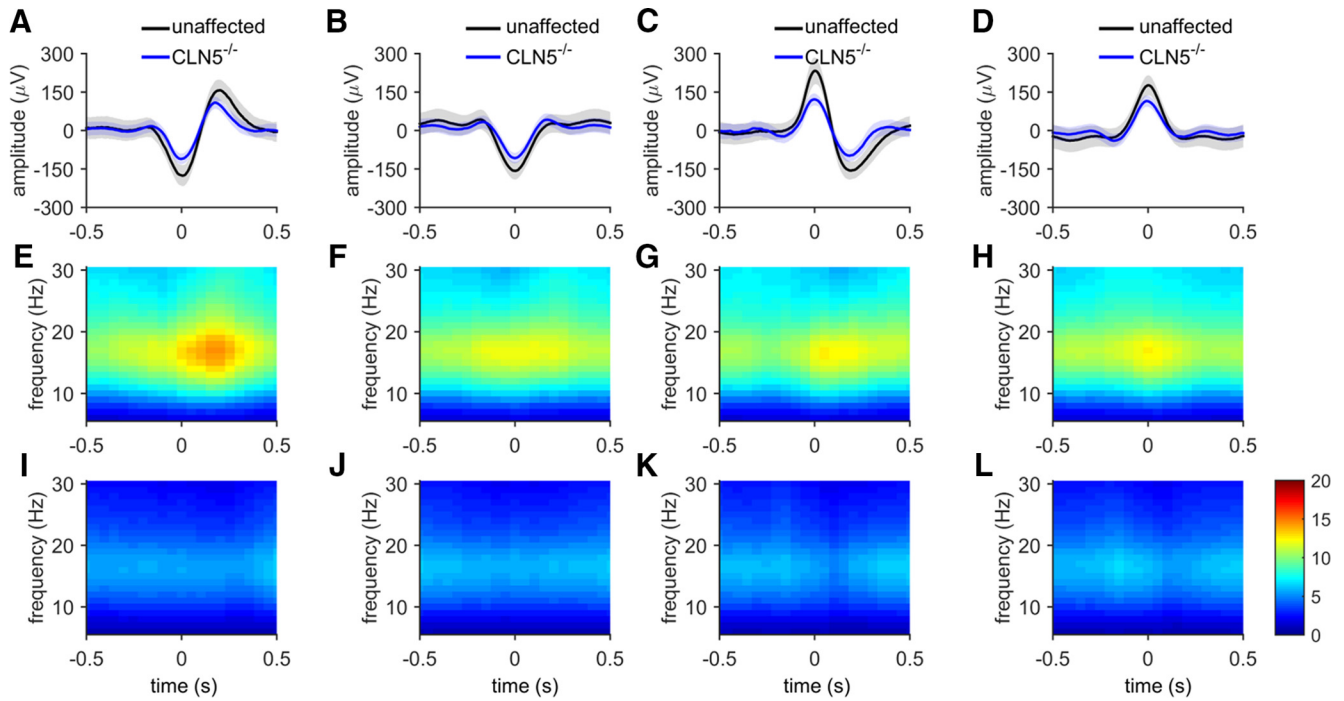 A
unaffected
CLN5-/-
amplitude (μV)
300
150
0
-150
-300
-0.5
0
0.5
B
unaffected
CLN5-/-
amplitude (μV)
300
150
0
-150
-300
-0.5
0
0.5
C
unaffected
CLN5-/-
amplitude (μV)
300
150
0
-150
-300
-0.5
0
0.5
D
unaffected
CLN5-/-
amplitude (μV)
300
150
0
-150
-300
-0.5
0
0.5
E
frequency (Hz)
30
20
10
-0.5
0
0.5
F
frequency (Hz)
30
20
10
-0.5
0
0.5
G
frequency (Hz)
30
20
10
-0.5
0
0.5
H
frequency (Hz)
30
20
10
-0.5
0
0.5
I
frequency (Hz)
30
20
10
-0.5
0
0.5
time (s)
J
frequency (Hz)
30
20
10
-0.5
0
0.5
time (s)
K
frequency (Hz)
30
20
10
-0.5
0
0.5
time (s)
L
frequency (Hz)
30
20
10
-0.5
0
0.5
time (s)
20
15
10
5
0